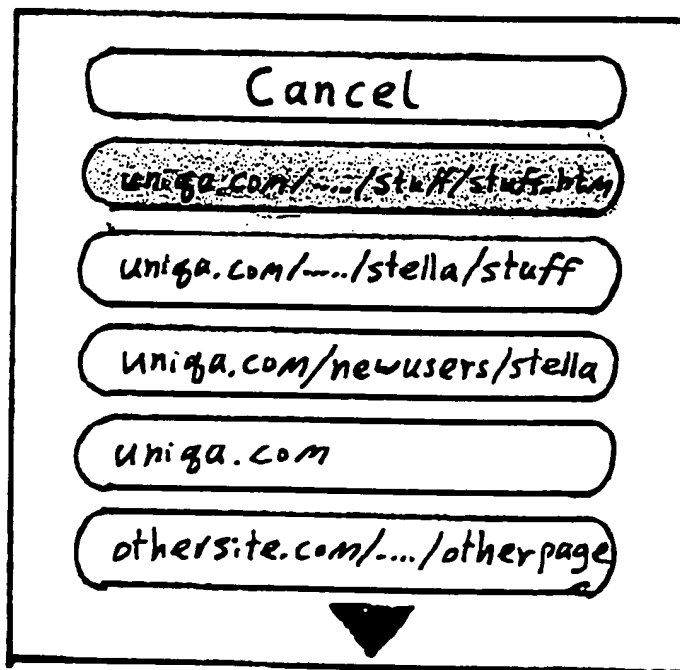 Cancel
uniqa.com/...../stuff/stuff.htm
uniqa.com/...../stella/stuff
uniqa.com/newusers/stella
uniqa.com
othersite.com/..../otherpage